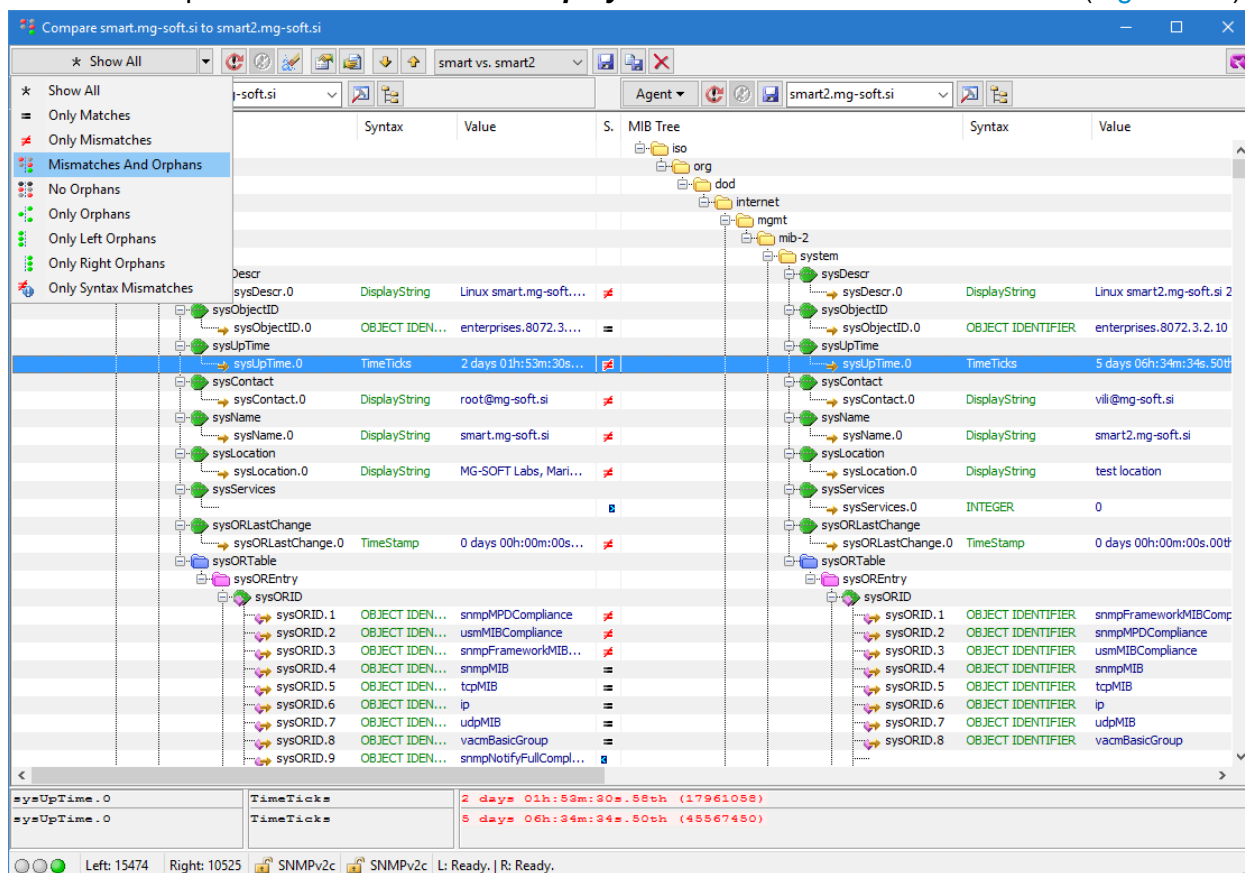 Compare smart.mg-soft.si to smart2.mg-soft.si
Show All
smart vs. smart2
Show All
Only Matches
Only Mismatches
Mismatches And Orphans
No Orphans
Only Orphans
Only Left Orphans
Only Right Orphans
Only Syntax Mismatches
-soft.si
Agent
smart2.mg-soft.si
Syntax Value S. MIB Tree Syntax Value
iso
org
dod
internet
mgmt
mib-2
system
Descr sysDescr
sysDescr.0 DisplayString Linux smart.mg-soft.... ≠ sysDescr.0 DisplayString Linux smart2.mg-soft.si 2
sysObjectID sysObjectID
sysObjectID.0 OBJECT IDEN... enterprises.8072.3.... = sysObjectID.0 OBJECT IDENTIFIER enterprises.8072.3.2.10
sysUpTime sysUpTime
sysUpTime.0 TimeTicks 2 days 01h:53m:30s... ≠ sysUpTime.0 TimeTicks 5 days 06h:34m:34s.50th
sysContact sysContact
sysContact.0 DisplayString root@mg-soft.si ≠ sysContact.0 DisplayString vili@mg-soft.si
sysName sysName
sysName.0 DisplayString smart.mg-soft.si ≠ sysName.0 DisplayString smart2.mg-soft.si
sysLocation sysLocation
sysLocation.0 DisplayString MG-SOFT Labs, Mari... ≠ sysLocation.0 DisplayString test location
sysServices sysServices
sysServices.0 INTEGER 0
sysORLastChange sysORLastChange
sysORLastChange.0 TimeStamp 0 days 00h:00m:00s... ≠ sysORLastChange.0 TimeStamp 0 days 00h:00m:00s.00th
sysORTable sysORTable
sysOREntry sysOREntry
sysORID sysORID
sysORID.1 OBJECT IDEN... snmpMPDCompliance ≠ sysORID.1 OBJECT IDENTIFIER snmpFrameworkMIBComp
sysORID.2 OBJECT IDEN... usmMIBCompliance ≠ sysORID.2 OBJECT IDENTIFIER snmpMPDCompliance
sysORID.3 OBJECT IDEN... snmpFrameworkMIB... ≠ sysORID.3 OBJECT IDENTIFIER usmMIBCompliance
sysORID.4 OBJECT IDEN... snmpMIB = sysORID.4 OBJECT IDENTIFIER snmpMIB
sysORID.5 OBJECT IDEN... tcpMIB = sysORID.5 OBJECT IDENTIFIER tcpMIB
sysORID.6 OBJECT IDEN... ip = sysORID.6 OBJECT IDENTIFIER ip
sysORID.7 OBJECT IDEN... udpMIB = sysORID.7 OBJECT IDENTIFIER udpMIB
sysORID.8 OBJECT IDEN... vacmBasicGroup = sysORID.8 OBJECT IDENTIFIER vacmBasicGroup
sysORID.9 OBJECT IDEN... snmpNotifyFullCompl...
sysUpTime.0 TimeTicks 2 days 01h:53m:30s.58th (17961058)
sysUpTime.0 TimeTicks 5 days 06h:34m:34s.50th (45567450)
Left: 15474 Right: 10525 SNMPv2c SNMPv2c L: Ready. | R: Ready.